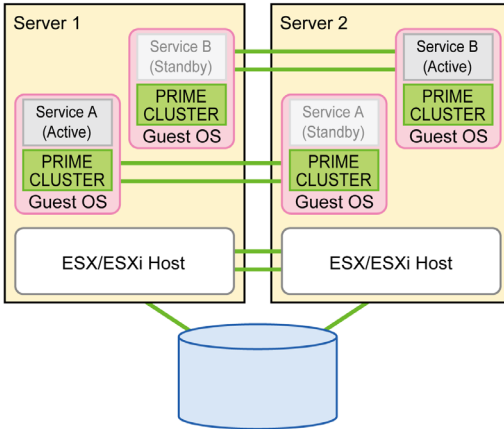 Server 1
Service B
(Standby)
PRIME
CLUSTER
Guest OS
Service A
(Active)
PRIME
CLUSTER
Guest OS
ESX/ESXi Host
Server 2
Service B
(Active)
PRIME
CLUSTER
Guest OS
Service A
(Standby)
PRIME
CLUSTER
Guest OS
ESX/ESXi Host